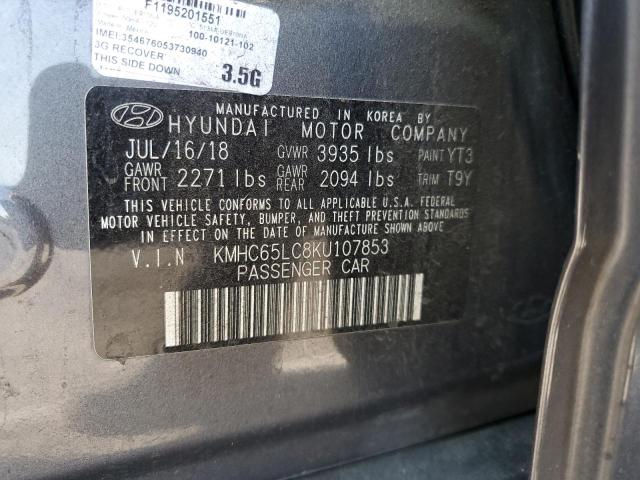 F1195201551
100-10121-102
IMEI:354676053730940
3G RECOVER
THIS SIDE DOWN
3.5G
MANUFACTURED IN KOREA BY
HYUNDAI MOTOR COMPANY
JUL/16/18 GVWR 3935 lbs PAINT YT3
GAWR FRONT 2271 lbs GAWR REAR 2094 lbs TRIM T9Y
THIS VEHICLE CONFORMS TO ALL APPLICABLE U.S.A. FEDERAL
MOTOR VEHICLE SAFETY, BUMPER, AND THEFT PREVENTION STANDARDS
IN EFFECT ON THE DATE OF MANUFACTURE SHOWN ABOVE.
V.I.N KMHC65LC8KU107853
PASSENGER CAR